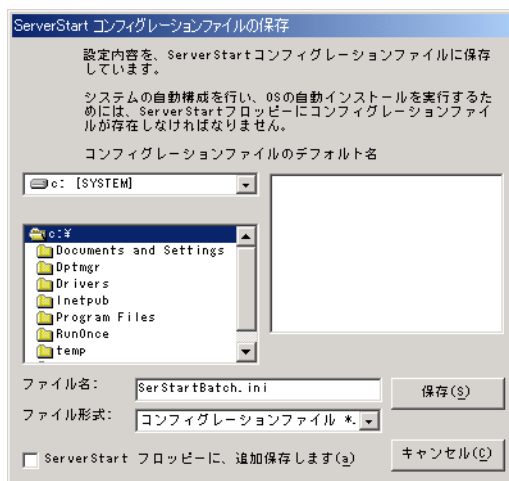 ServerStart コンフィグレーションファイルの保存
設定内容を、ServerStartコンフィグレーションファイルに保存
しています。
システムの自動構成を行い、OSの自動インストールを実行するた
めには、ServerStartフロッピーにコンフィグレーションファイ
ルが存在しなければなりません。
コンフィグレーションファイルのデフォルト名
c: [SYSTEM]
c:¥
Documents and Settings
Dptmgr
Drivers
Inetpub
Program Files
RunOnce
temp
ファイル名:
SerStartBatch.ini
保存(S)
ファイル形式:
コンフィグレーションファイル *.
ServerStart フロッピーに、追加保存します(a)
キャンセル(C)